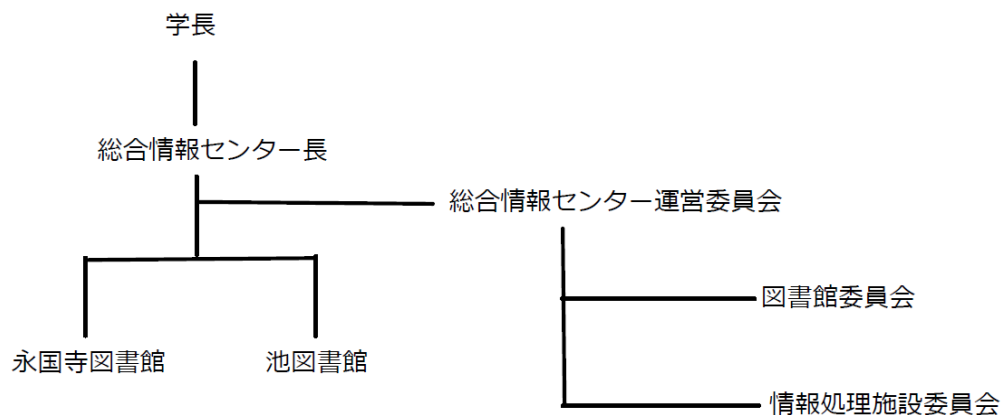 学長
総合情報センター長
総合情報センター運営委員会
図書館委員会
永国寺図書館
池図書館
情報処理施設委員会